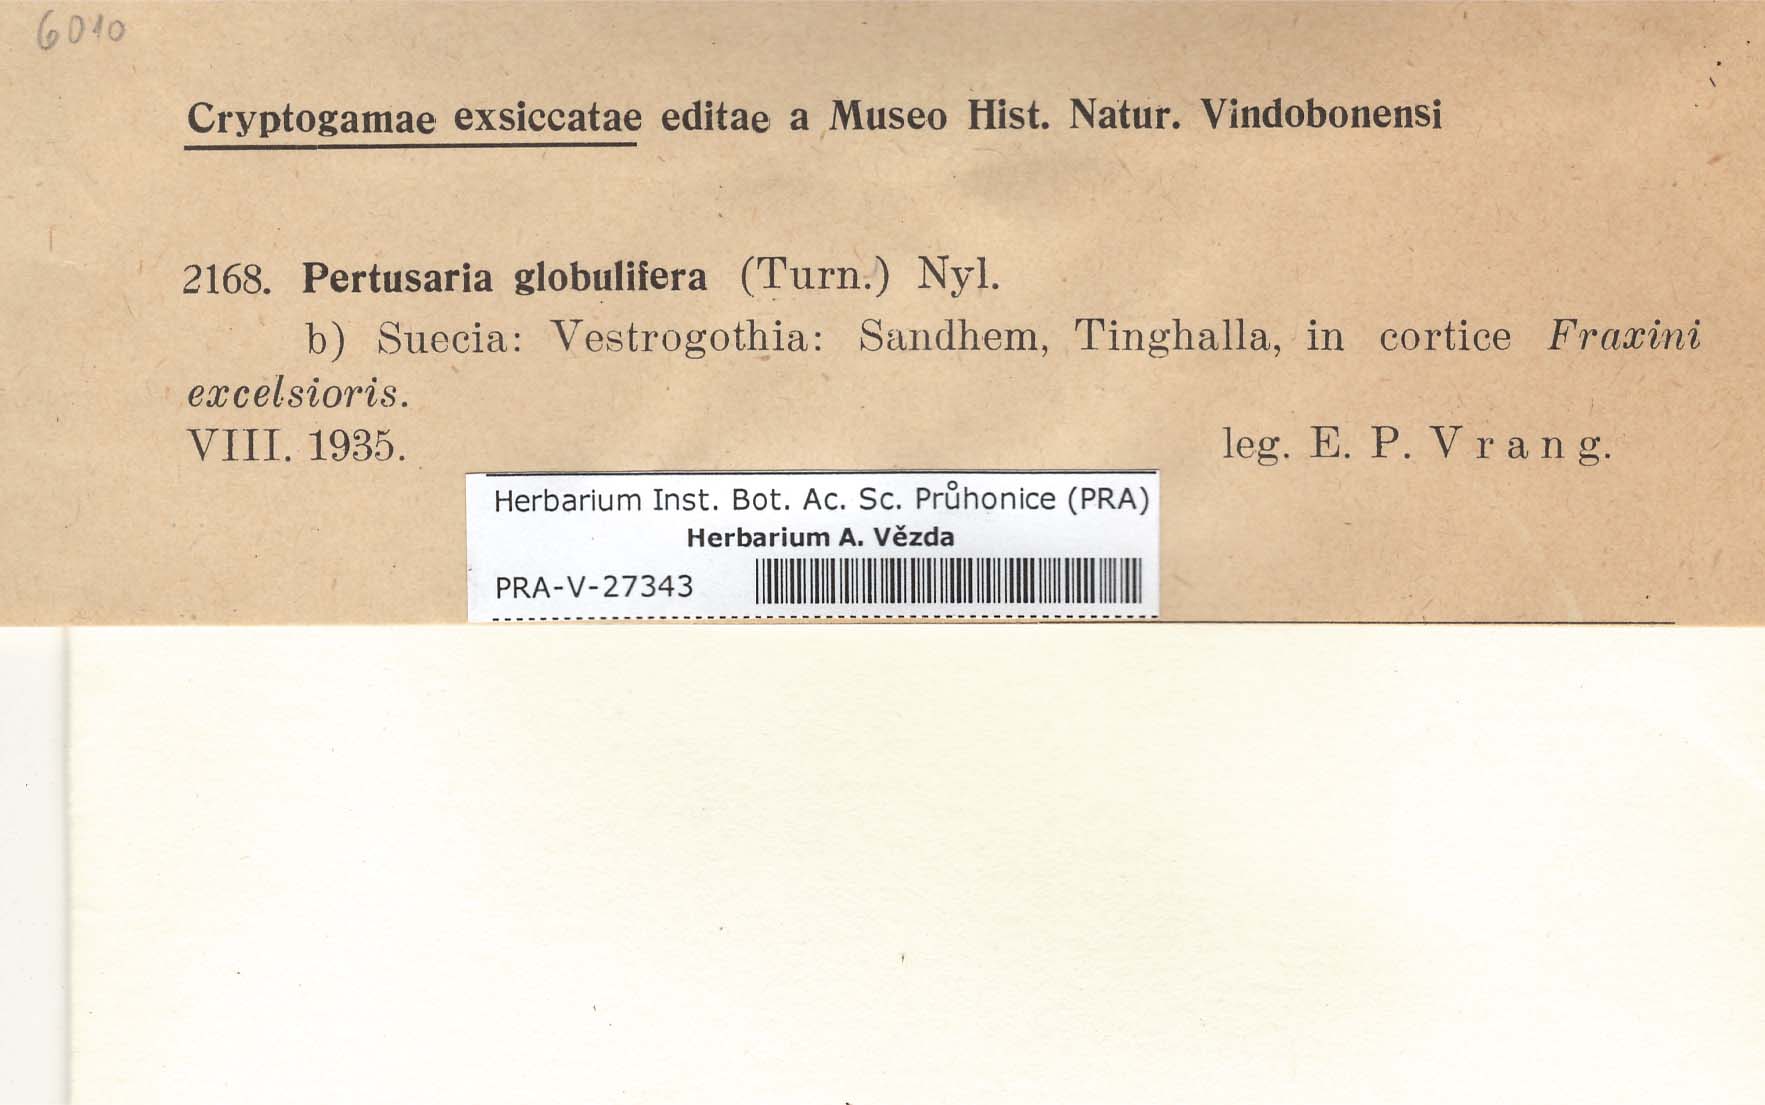 6010
Cryptogamae exsiccatae editae a Museo Hist. Natur. Vindobonensi
2168. Pertusaria globulifera (Turn.) Nyl.
b) Suecia: Vestrogothia: Sandhem, Tinghalla, in cortice Fraxini
excelsioris.
VIII. 1935. leg. E. P. Vrang.
Herbarium Inst. Bot. Ac. Sc. Průhonice (PRA)
Herbarium A. Vězda
PRA-V-27343